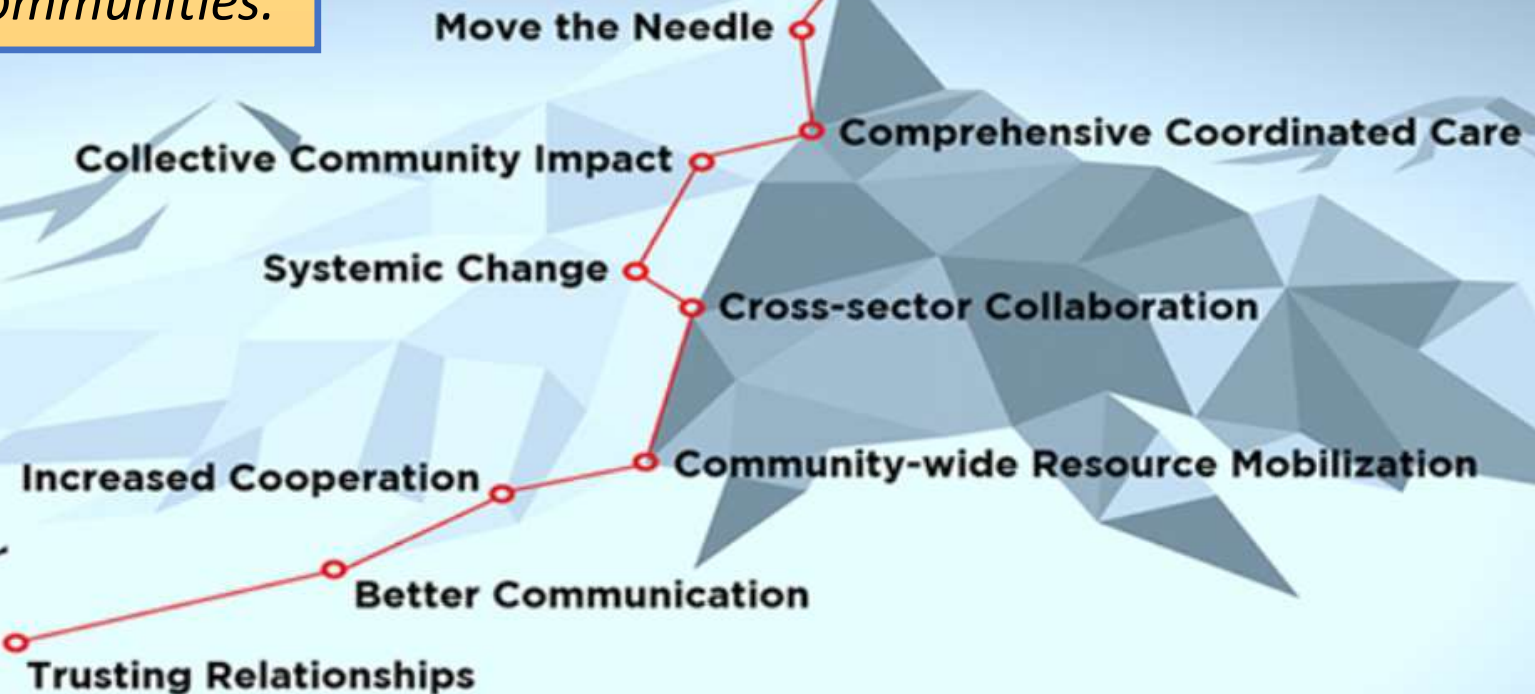 ommunities.
Move the Needle
Comprehensive Coordinated Care
Collective Community Impact
Systemic Change
Cross-sector Collaboration
Community-wide Resource Mobilization
Increased Cooperation
Better Communication
Trusting Relationships